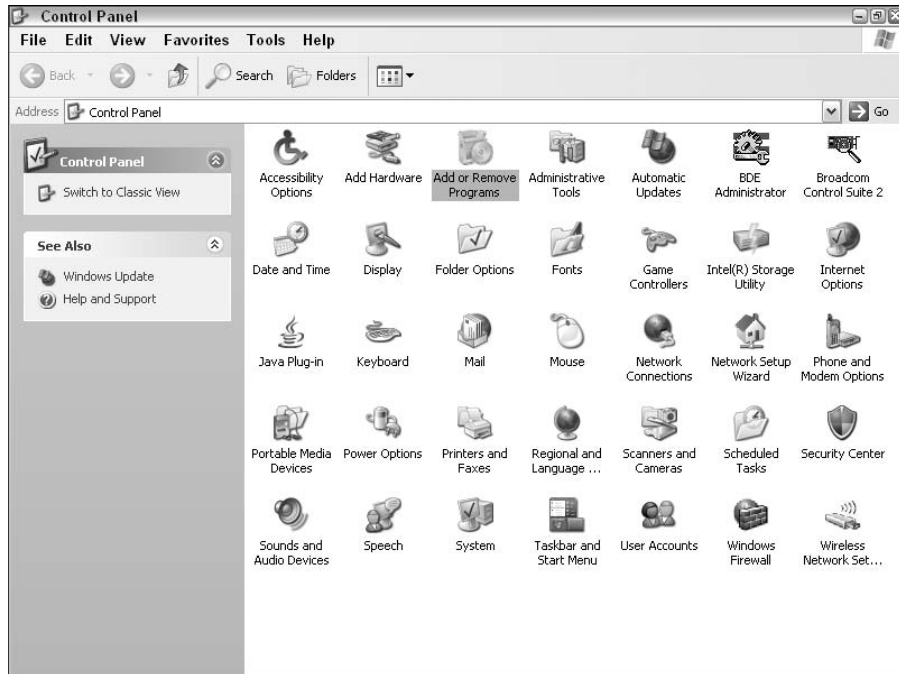 Control Panel
File Edit View Favorites Tools Help
Back Search Folders
Address Control Panel Go
Control Panel
Switch to Classic View
See Also
Windows Update
Help and Support
Accessibility
Options
Add Hardware
Add or Remove
Programs
Administrative
Tools
Automatic
Updates
BDE
Administrator
Broadcom
Control Suite 2
Date and Time
Display
Folder Options
Fonts
Game
Controllers
Intel(R) Storage
Utility
Internet
Options
Java Plug-in
Keyboard
Mail
Mouse
Network
Connections
Network Setup
Wizard
Phone and
Modem Options
Portable Media
Devices
Power Options
Printers and
Faxes
Regional and
Language ...
Scanners and
Cameras
Scheduled
Tasks
Security Center
Sounds and
Audio Devices
Speech
System
Taskbar and
Start Menu
User Accounts
Windows
Firewall
Wireless
Network Set...